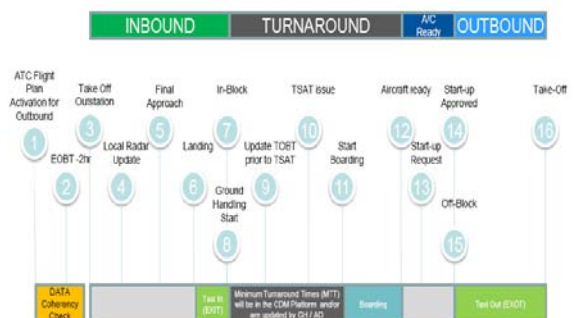 INBOUND
TURNAROUND
A/C
Ready
OUTBOUND
ATC Flight
Plan
Activation for
Outbound
Take Off
Outstation
Final
Approach
In-Block
TSAT issue
Aircraft ready
Start-up
Approved
Take-Off
1
3
5
7
10
12
14
16
EOBT -2hr
Local Radar
Update
Landing
Update TOBT
prior to TSAT
Start
Boarding
Start-up
Request
2
4
6
9
11
13
Ground
Handling
Start
Off-Block
8
15
DATA
Coherency
Check
Taxi In
(EXIT)
Minimum Turnaround Times (MTT)
will be in the CDM Platform and/or
are updated by GH / AO
Boarding
Taxi Out (EXOT)